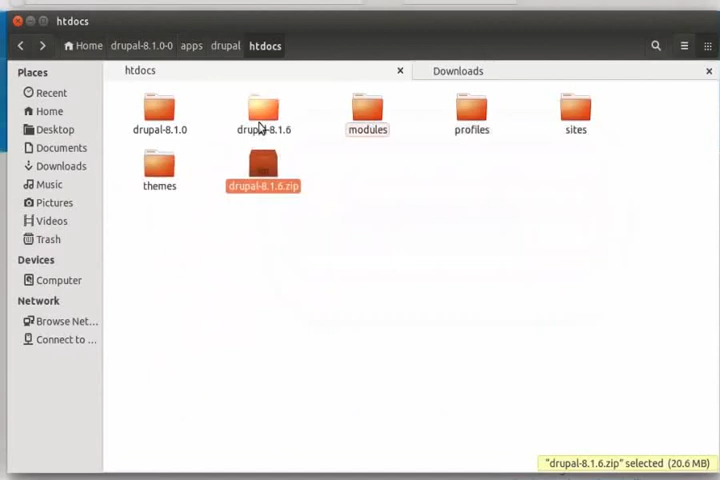 htdocs
Home drupal-8.1.0-0 apps drupal htdocs
Places
Recent
Home
Desktop
Documents
Downloads
Music
Pictures
Videos
Trash
Devices
Computer
Network
Browse Net...
Connect to ...
htdocs
Downloads
drupal-8.1.0
drupal-8.1.6
modules
profiles
sites
themes
drupal-8.1.6.zip
"drupal-8.1.6.zip" selected (20.6 MB)